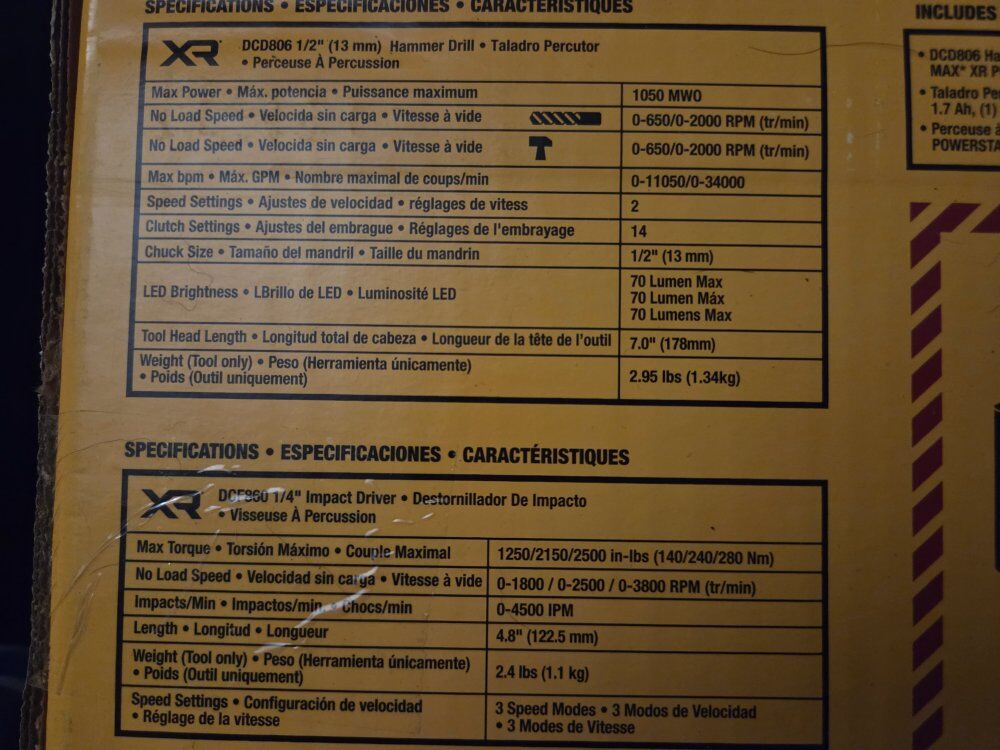 SPECIFICATIONS • ESPECIFICACIONES • CARACTÉRISTIQUES
XR DCD806 1/2" (13 mm) Hammer Drill • Taladro Percutor
• Perceuse À Percussion
Max Power • Máx. potencia • Puissance maximum 1050 MWO
No Load Speed • Velocida sin carga • Vitesse à vide 0-650/0-2000 RPM (tr/min)
No Load Speed • Velocida sin carga • Vitesse à vide 0-650/0-2000 RPM (tr/min)
Max bpm • Máx. GPM • Nombre maximal de coups/min 0-11050/0-34000
Speed Settings • Ajustes de velocidad • réglages de vitess 2
Clutch Settings • Ajustes del embrague • Réglages de l'embrayage 14
Chuck Size • Tamaño del mandril • Taille du mandrin 1/2" (13 mm)
LED Brightness • LBrillo de LED • Luminosité LED 70 Lumen Max
70 Lumen Máx
70 Lumens Max
Tool Head Length • Longitud total de cabeza • Longueur de la tête de l'outil 7.0" (178mm)
Weight (Tool only) • Peso (Herramienta únicamente)
• Poids (Outil uniquement) 2.95 lbs (1.34kg)
SPECIFICATIONS • ESPECIFICACIONES • CARACTÉRISTIQUES
XR DCF860 1/4" Impact Driver • Destornillador De Impacto
• Visseuse À Percussion
Max Torque • Torsión Máximo • Couple Maximal 1250/2150/2500 in-lbs (140/240/280 Nm)
No Load Speed • Velocidad sin carga • Vitesse à vide 0-1800 / 0-2500 / 0-3800 RPM (tr/min)
Impacts/Min • Impactos/min • Chocs/min 0-4500 IPM
Length • Longitud • Longueur 4.8" (122.5 mm)
Weight (Tool only) • Peso (Herramienta únicamente)
• Poids (Outil uniquement) 2.4 lbs (1.1 kg)
Speed Settings • Configuración de velocidad
• Réglage de la vitesse 3 Speed Modes • 3 Modos de Velocidad
• 3 Modes de Vitesse
INCLUDES
• DCD806
MAX* XR
• Taladro
1.7 Ah, (1)
• Perceuse